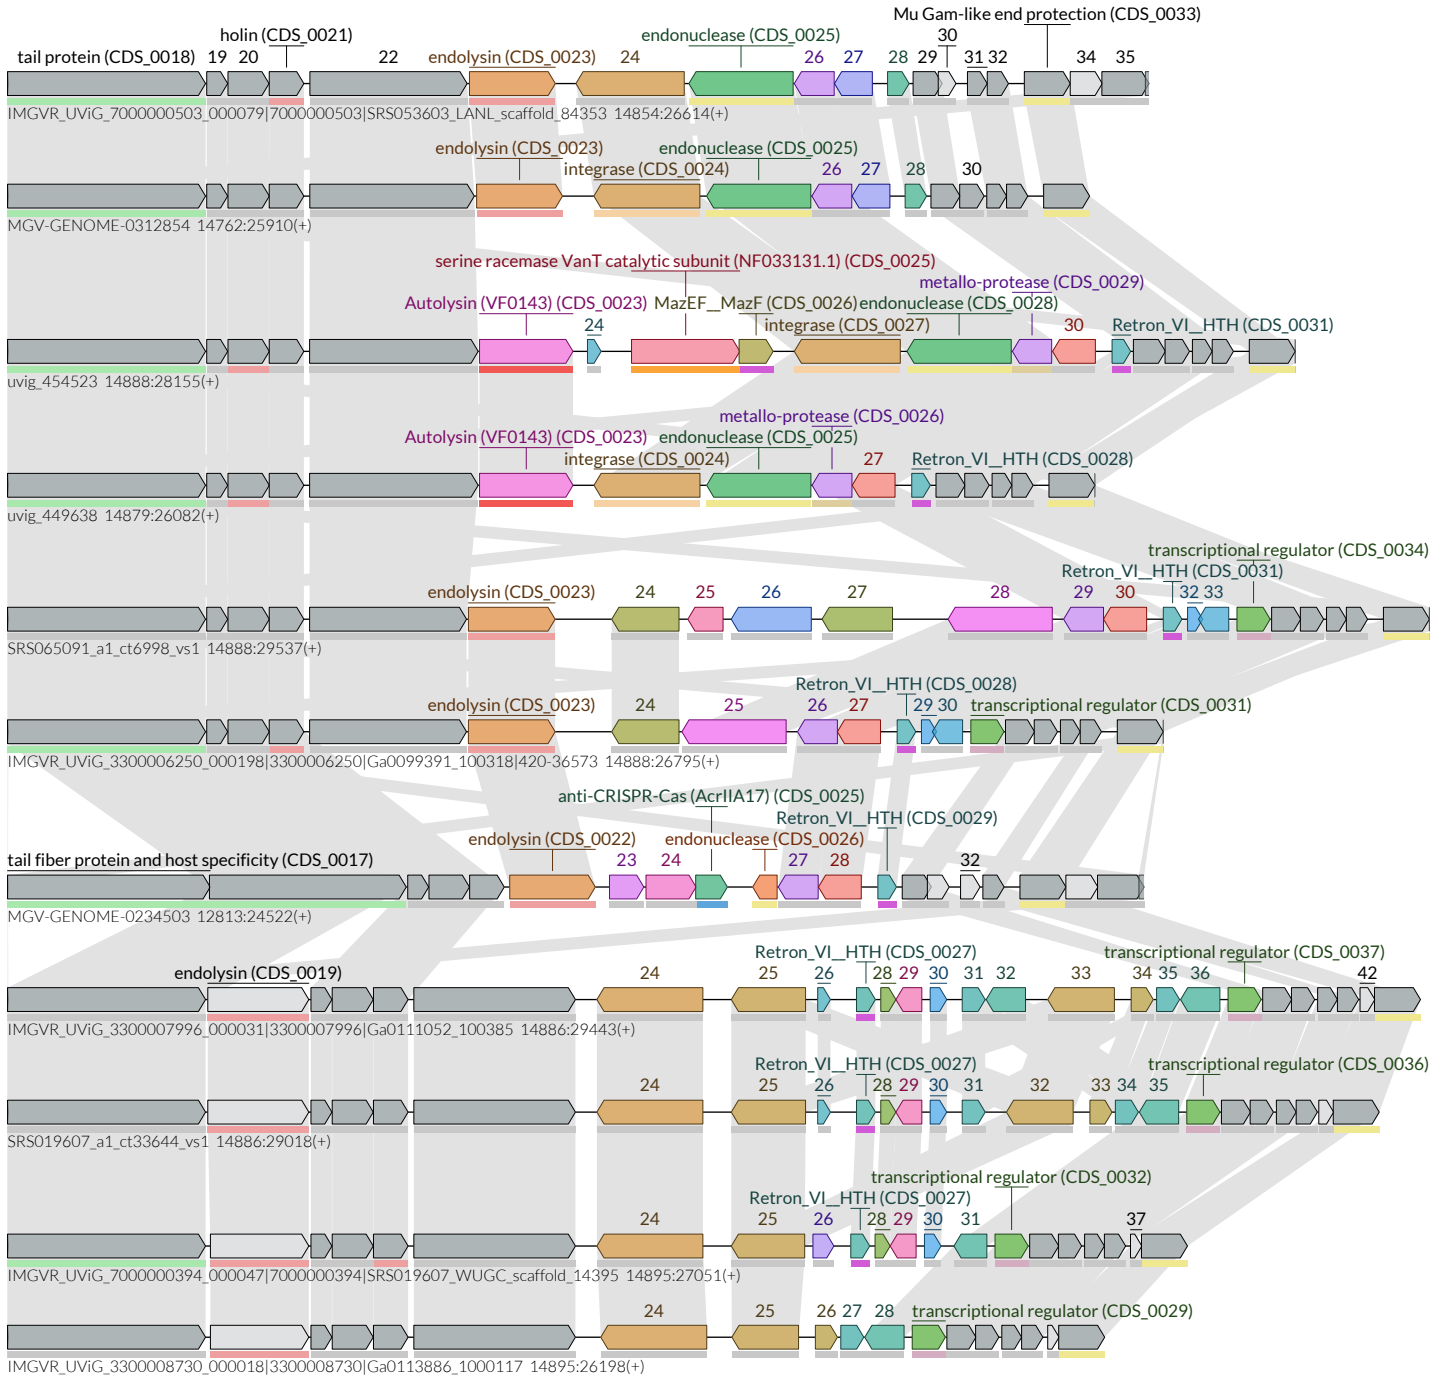 Mu Gam-like end protection (CDS_0033)
holin (CDS_0021) endonuclease (CDS_0025) 30
tail protein (CDS_0018) 19 20 22 endolysin (CDS_0023) 24 26 27 28 29 31 32 34 35
IMGVR_UViG_7000000503_000079|7000000503|SRS053603_LANL_scaffold_84353 14854:26614(+)
endolysin (CDS_0023) endonuclease (CDS_0025)
integrase (CDS_0024) 26 27 28 30
MGV-GENOME-0312854 14762:25910(+)
serine racemase VanT catalytic subunit (NF033131.1) (CDS_0025)
metallo-protease (CDS_0029)
Autolysin (VF0143) (CDS_0023) MazEF__MazF (CDS_0026) endonuclease (CDS_0028)
24 integrase (CDS_0027) 30 Retron_VI__HTH (CDS_0031)
uvig_454523 14888:28155(+)
metallo-protease (CDS_0026)
Autolysin (VF0143) (CDS_0023) endonuclease (CDS_0025)
integrase (CDS_0024) 27 Retron_VI__HTH (CDS_0028)
uvig_449638 14879:26082(+)
transcriptional regulator (CDS_0034)
Retron_VI__HTH (CDS_0031)
endolysin (CDS_0023) 24 25 26 27 28 29 30 32 33
SRS065091_a1_ct6998_vs1 14888:29537(+)
Retron_VI__HTH (CDS_0028)
endolysin (CDS_0023) 24 25 26 27 29 30 transcriptional regulator (CDS_0031)
IMGVR_UViG_3300006250_000198|3300006250|Ga0099391_100318|420-36573 14888:26795(+)
anti-CRISPR-Cas (AcrIIA17) (CDS_0025)
Retron_VI__HTH (CDS_0029)
endolysin (CDS_0022) endonuclease (CDS_0026)
tail fiber protein and host specificity (CDS_0017) 23 24 27 28 32
MGV-GENOME-0234503 12813:24522(+)
Retron_VI__HTH (CDS_0027) transcriptional regulator (CDS_0037)
endolysin (CDS_0019) 24 25 26 28 29 30 31 32 33 34 35 36 42
IMGVR_UViG_3300007996_000031|3300007996|Ga0111052_100385 14886:29443(+)
Retron_VI__HTH (CDS_0027) transcriptional regulator (CDS_0036)
24 25 26 28 29 30 31 32 33 34 35
SRS019607_a1_ct33644_vs1 14886:29018(+)
transcriptional regulator (CDS_0032)
Retron_VI__HTH (CDS_0027)
24 25 26 28 29 30 31 37
IMGVR_UViG_7000000394_000047|7000000394|SRS019607_WUGC_scaffold_14395 14895:27051(+)
24 25 26 27 28 transcriptional regulator (CDS_0029)
IMGVR_UViG_3300008730_000018|3300008730|Ga0113886_1000117 14895:26198(+)